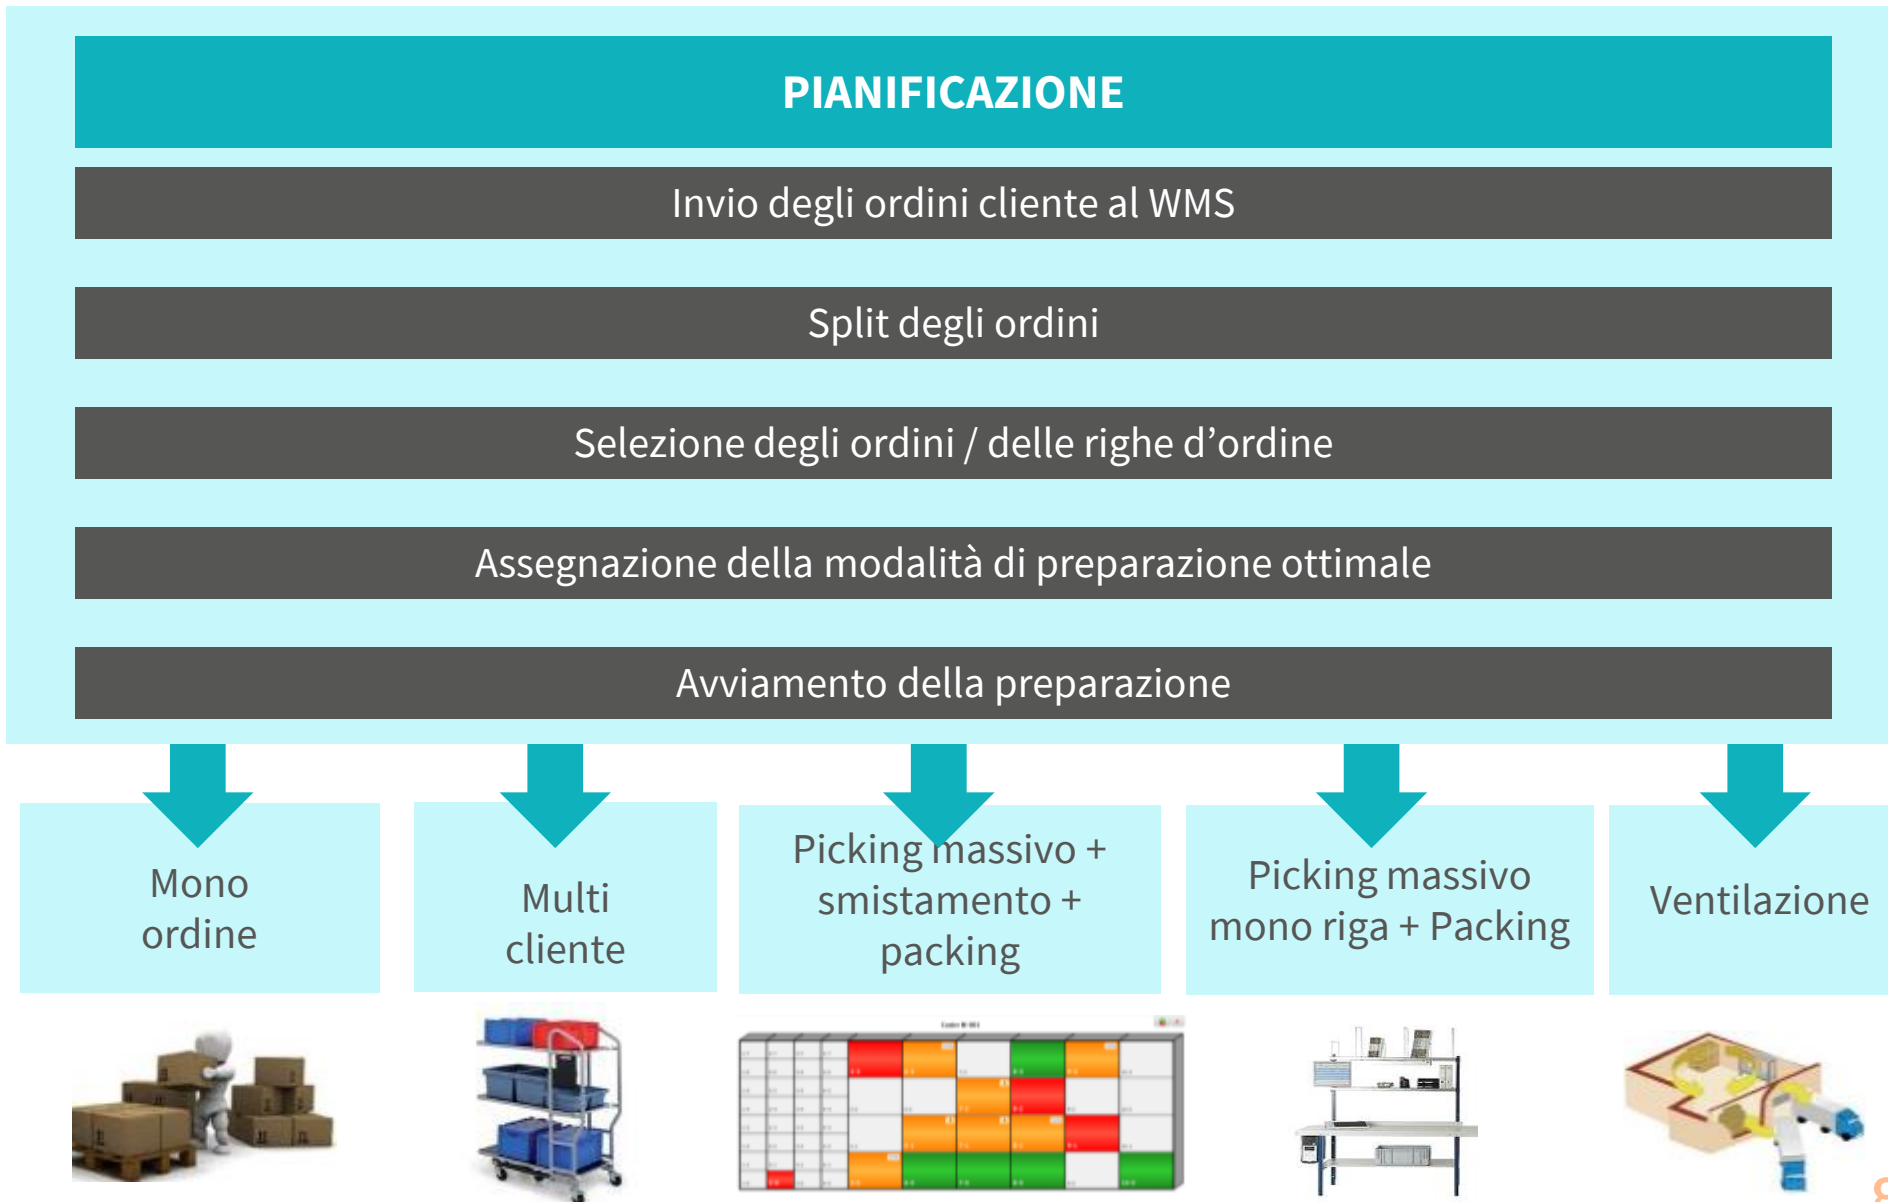 PIANIFICAZIONE
Invio degli ordini cliente al WMS
Split degli ordini
Selezione degli ordini / delle righe d’ordine
Assegnazione della modalità di preparazione ottimale
Avviamento della preparazione
Mono
ordine
Multi
cliente
Picking massivo +
smistamento +
packing
Picking massivo
mono riga + Packing
Ventilazione